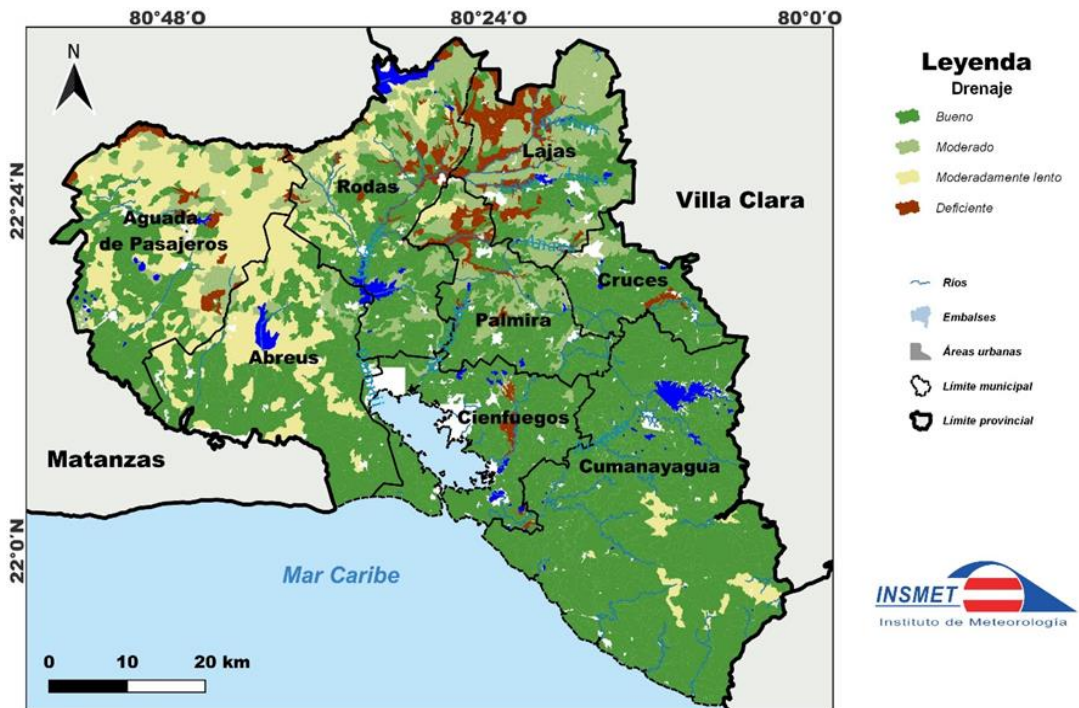 80°48'O
80°24'O
80°0'O
N
22°24'N
22°0'N
Lajas
Rodas
Aguada
de Pasajeros
Villa Clara
Cruces
Palmira
Abreus
Cienfuegos
Matanzas
Cumanayagua
Mar Caribe
0 10 20 km
Leyenda
Drenaje
Bueno
Moderado
Moderadamente lento
Deficiente
Ríos
Embalses
Áreas urbanas
Límite municipal
Límite provincial
INSMET
Instituto de Meteorología